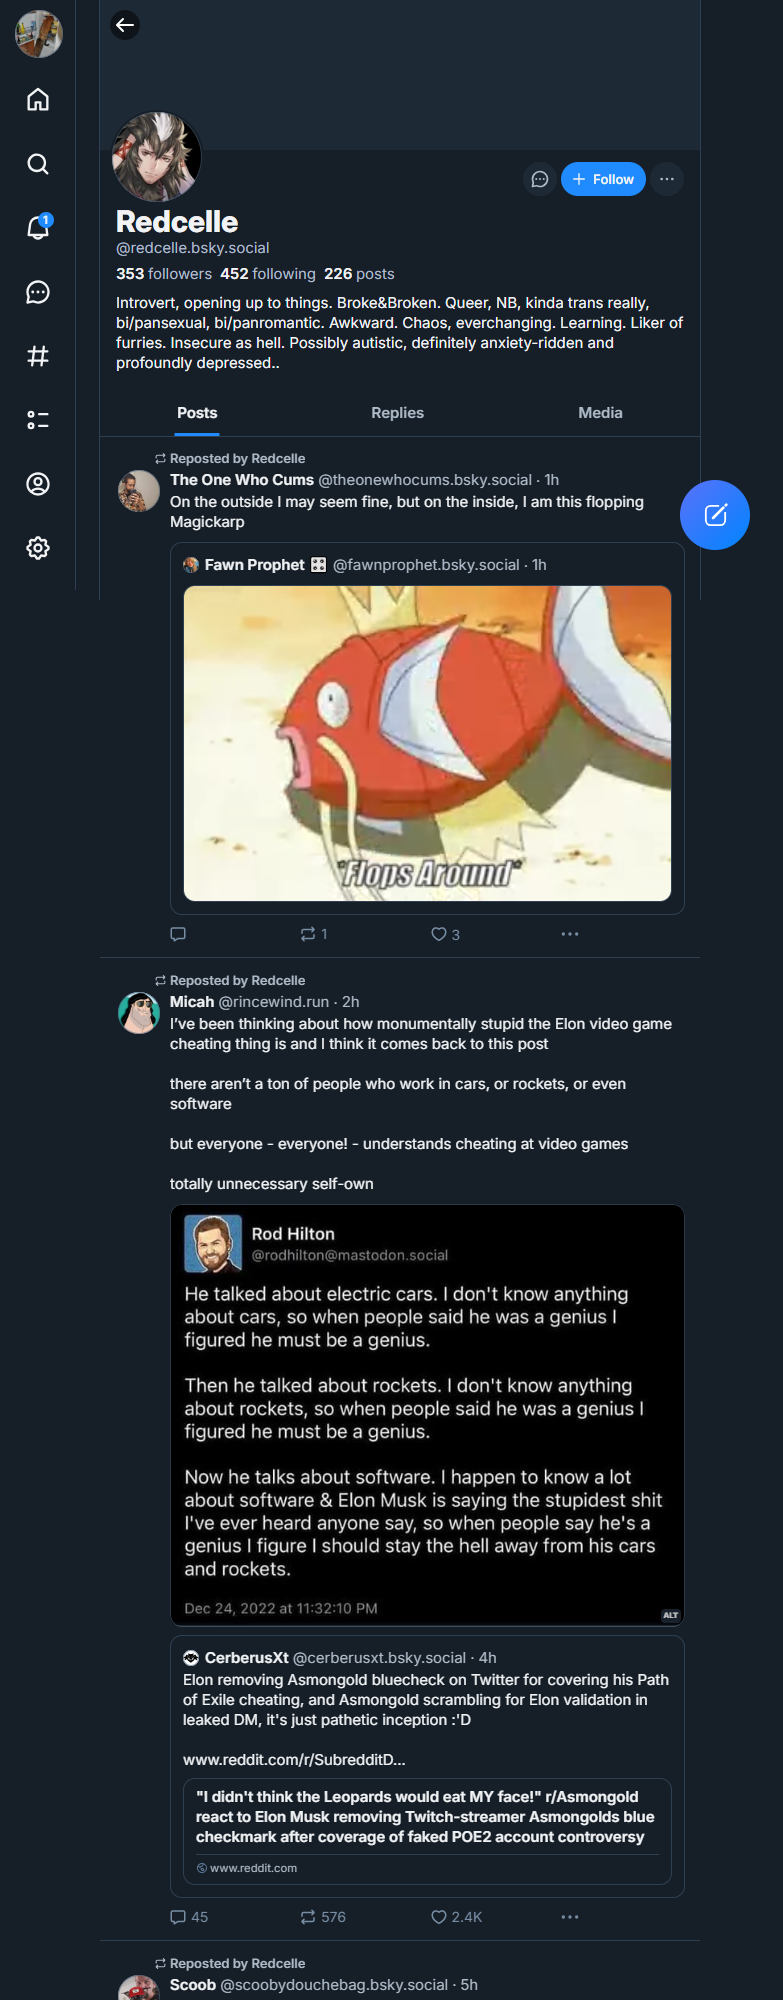 1
Follow
Redcelle
@redcelle.bsky.social
353 followers 452 following 226 posts
Introvert, opening up to things. Broke&Broken. Queer, NB, kinda trans really,
bi/pansexual, bi/panromantic. Awkward. Chaos, everchanging. Learning. Liker of
furries. Insecure as hell. Possibly autistic, definitely anxiety-ridden and
profoundly depressed..
Posts Replies Media
Reposted by Redcelle
The One Who Cums @theonewhocums.bsky.social · 1h
On the outside I may seem fine, but on the inside, I am this flopping
Magickarp
Fawn Prophet @fawnprophet.bsky.social · 1h
*Flops Around*
1 3
Reposted by Redcelle
Micah @rincewind.run · 2h
I've been thinking about how monumentally stupid the Elon video game
cheating thing is and I think it comes back to this post
there aren't a ton of people who work in cars, or rockets, or even
software
but everyone - everyone! - understands cheating at video games
totally unnecessary self-own
Rod Hilton
@rodhilton@mastodon.social
He talked about electric cars. I don't know anything
about cars, so when people said he was a genius I
figured he must be a genius.
Then he talked about rockets. I don't know anything
about rockets, so when people said he was a genius I
figured he must be a genius.
Now he talks about software. I happen to know a lot
about software & Elon Musk is saying the stupidest shit
I've ever heard anyone say, so when people say he's a
genius I figure I should stay the hell away from his cars
and rockets.
Dec 24, 2022 at 11:32:10 PM
ALT
CerberusXt @cerberusxt.bsky.social · 4h
Elon removing Asmongold bluecheck on Twitter for covering his Path
of Exile cheating, and Asmongold scrambling for Elon validation in
leaked DM, it's just pathetic inception :'D
www.reddit.com/r/SubredditD...
"I didn't think the Leopards would eat MY face!" r/Asmongold
react to Elon Musk removing Twitch-streamer Asmongolds blue
checkmark after coverage of faked POE2 account controversy
www.reddit.com
45 576 2.4K
Reposted by Redcelle
Scoob @scoobydouchebag.bsky.social · 5h